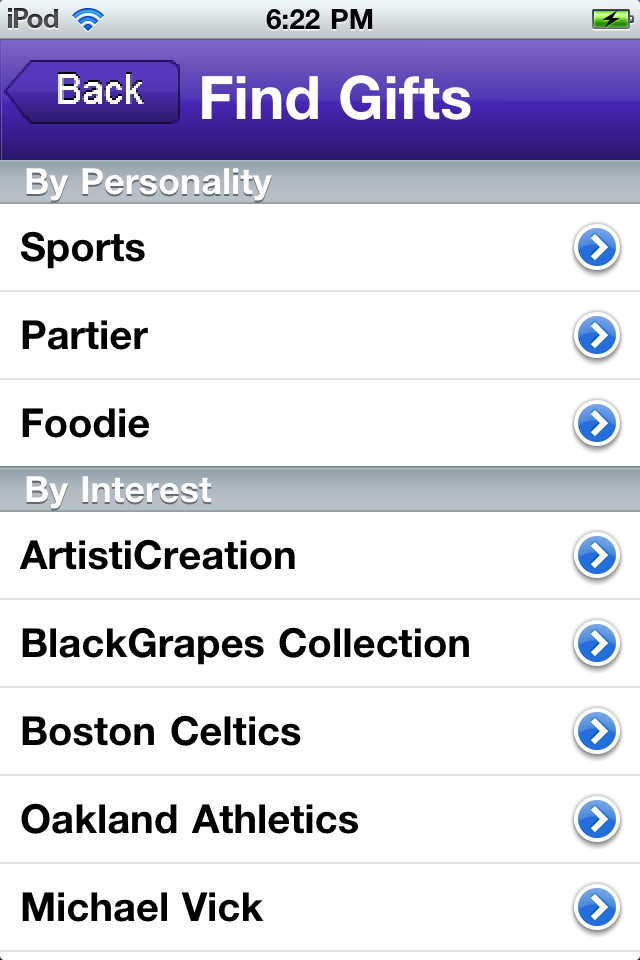 iPod 6:22 PM
Back Find Gifts
By Personality
Sports
Partier
Foodie
By Interest
ArtistiCreation
BlackGrapes Collection
Boston Celtics
Oakland Athletics
Michael Vick